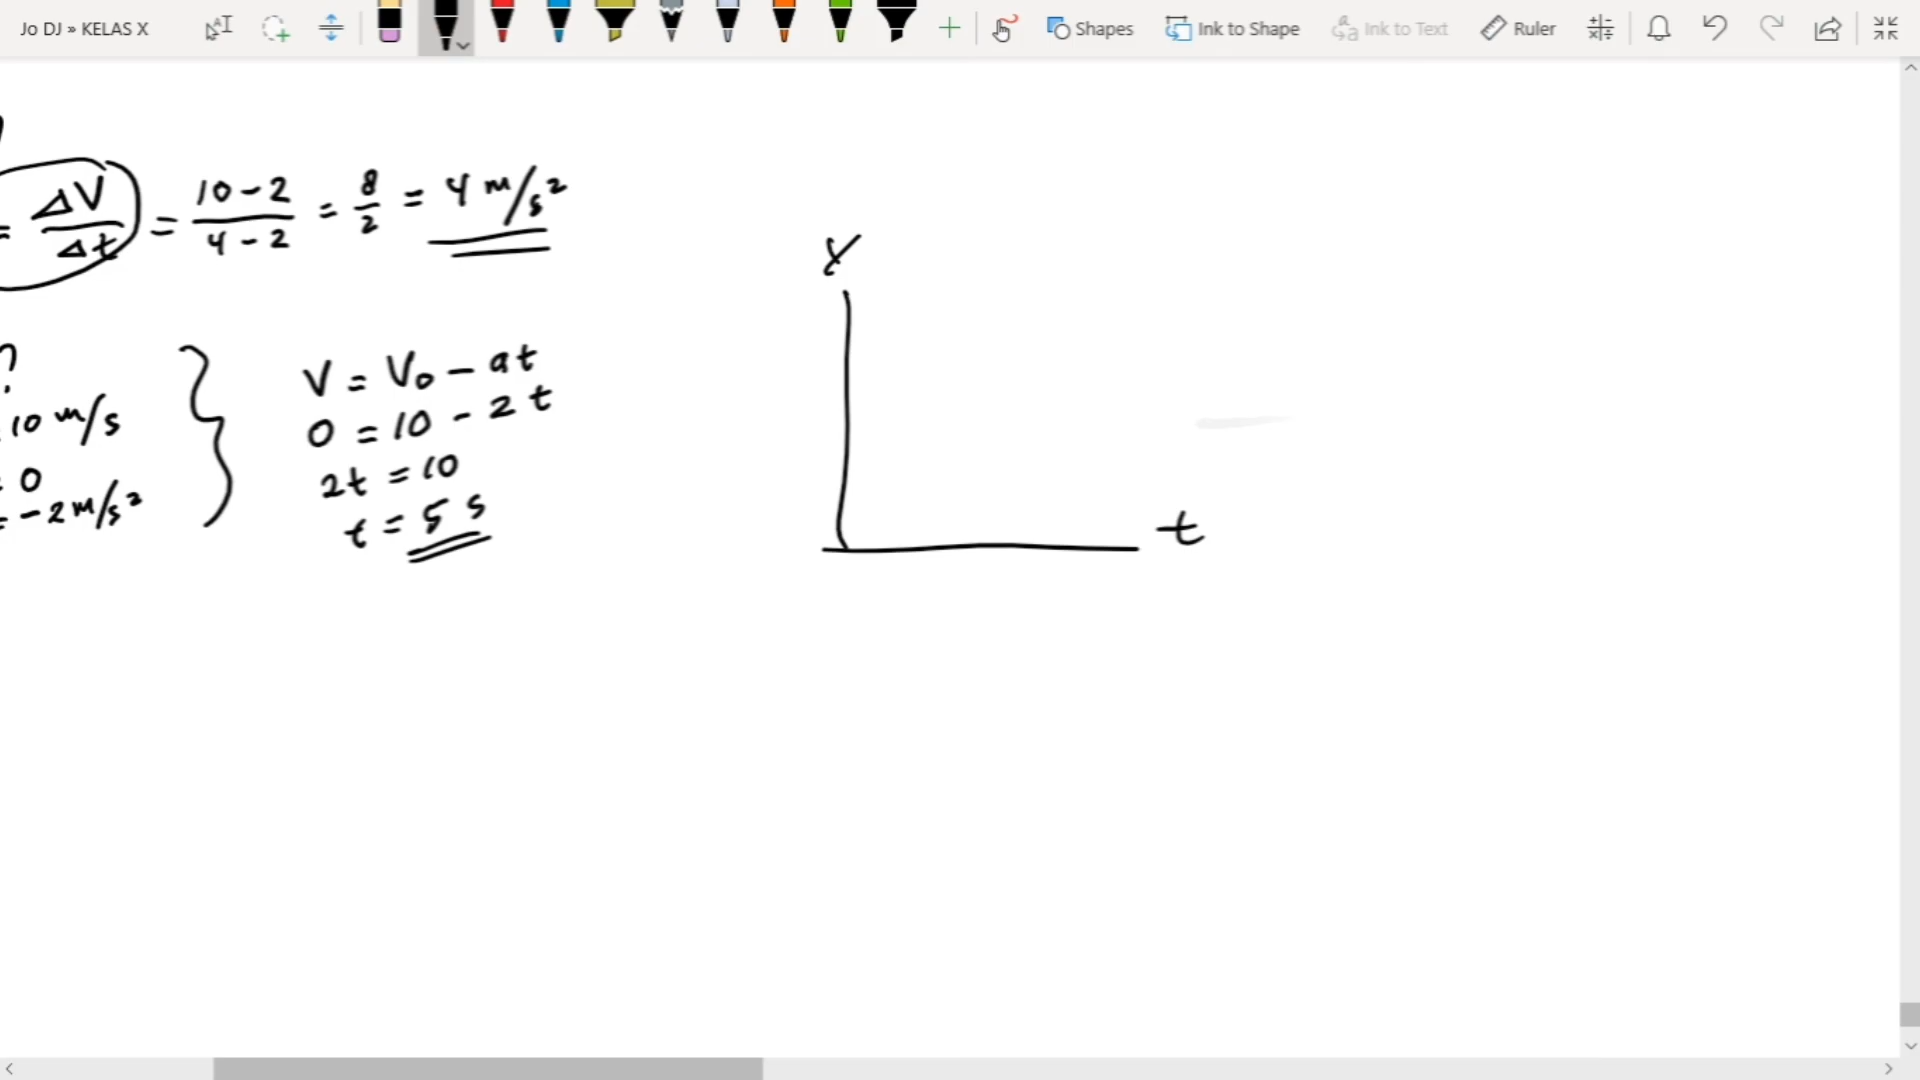 Jo DJ » KELAS X
Shapes
Ink to Shape
Ink to Text
Ruler
= ΔV/Δt = 10-2/4-2 = 8/2 = 4 m/s²
?
10 m/s
= 0
= -2 m/s²
V = V₀ - at
0 = 10 - 2t
2t = 10
t = 5 s
X
t